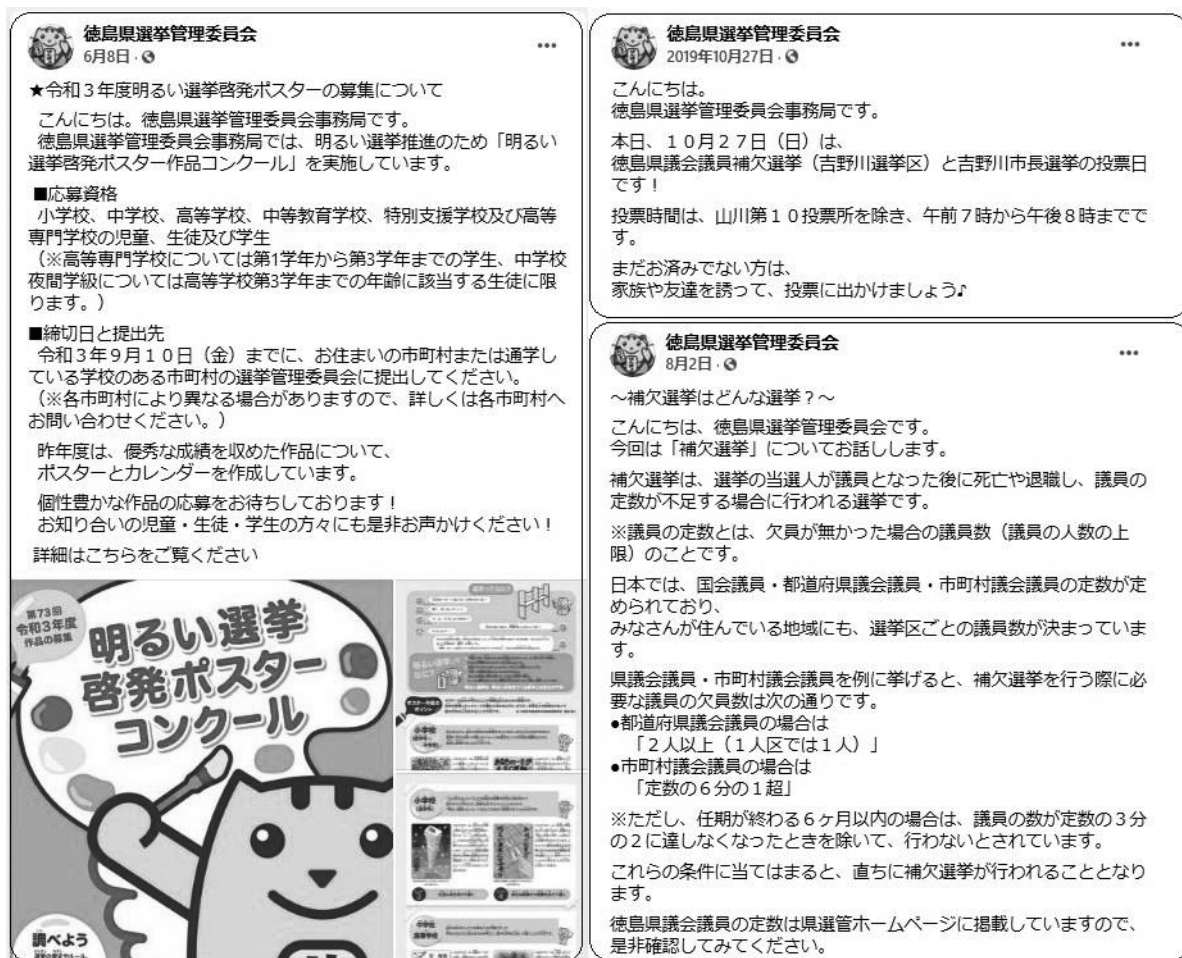 徳島県選挙管理委員会
6月8日
★令和３年度明るい選挙啓発ポスターの募集について
こんにちは。徳島県選挙管理委員会事務局です。
徳島県選挙管理委員会事務局では、明るい選挙推進のため「明るい
選挙啓発ポスター作品コンクール」を実施しています。
■応募資格
小学校、中学校、高等学校、中等教育学校、特別支援学校及び高等
専門学校の児童、生徒及び学生
（※高等専門学校については第1学年から第3学年までの学生、中学校
夜間学級については高等学校第3学年までの年齢に該当する生徒に限
ります。）
■締切日と提出先
令和３年９月１０日（金）までに、お住まいの市町村または通学し
ている学校のある市町村の選挙管理委員会に提出してください。
（※各市町村により異なる場合がありますので、詳しくは各市町村へ
お問い合わせください。）
昨年度は、優秀な成績を収めた作品について、
ポスターとカレンダーを作成しています。
個性豊かな作品の応募をお待ちしております！
お知り合いの児童・生徒・学生の方々にも是非お声かけください！
詳細はこちらをご覧ください
第73回
令和3年度
作品の募集
明るい選挙
啓発ポスター
コンクール
調べよう
小学校
小学校
中学校
高等学校
徳島県選挙管理委員会
2019年10月27日
こんにちは。
徳島県選挙管理委員会事務局です。
本日、１０月２７日（日）は、
徳島県議会議員補欠選挙（吉野川選挙区）と吉野川市長選挙の投票日
です！
投票時間は、山川第１０投票所を除き、午前７時から午後８時までで
す。
まだお済みでない方は、
家族や友達を誘って、投票に出かけましょう♪
徳島県選挙管理委員会
8月2日
～補欠選挙はどんな選挙？～
こんにちは、徳島県選挙管理委員会です。
今回は「補欠選挙」についてお話しします。
補欠選挙は、選挙の当選人が議員となった後に死亡や退職し、議員の
定数が不足する場合に行われる選挙です。
※議員の定数とは、欠員が無かった場合の議員数（議員の人数の上
限）のことです。
日本では、国会議員・都道府県議会議員・市町村議会議員の定数が定
められており、
みなさんが住んでいる地域にも、選挙区ごとの議員数が決まっていま
す。
県議会議員・市町村議会議員を例に挙げると、補欠選挙を行う際に必
要な議員の欠員数は次の通りです。
●都道府県議会議員の場合は
「２人以上（１人区では１人）」
●市町村議会議員の場合は
「定数の６分の１超」
※ただし、任期が終わる６ヶ月以内の場合は、議員の数が定数の３分
の２に達しなくなったときを除いて、行わないとされています。
これらの条件に当てはまると、直ちに補欠選挙が行われることとなり
ます。
徳島県議会議員の定数は県選管ホームページに掲載していますので、
是非確認してみてください。